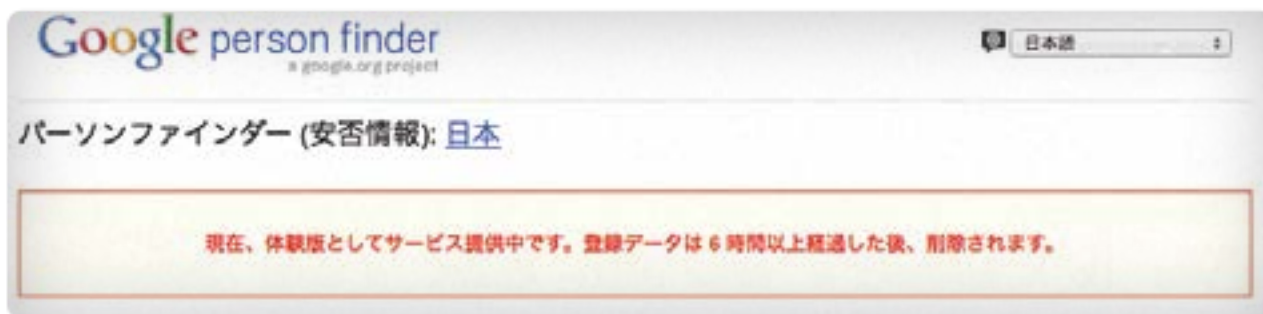 Google person finder
a google.org project
日本語
パーソンファインダー (安否情報): 日本
現在、体験版としてサービス提供中です。登録データは 6 時間以上経過した後、削除されます。